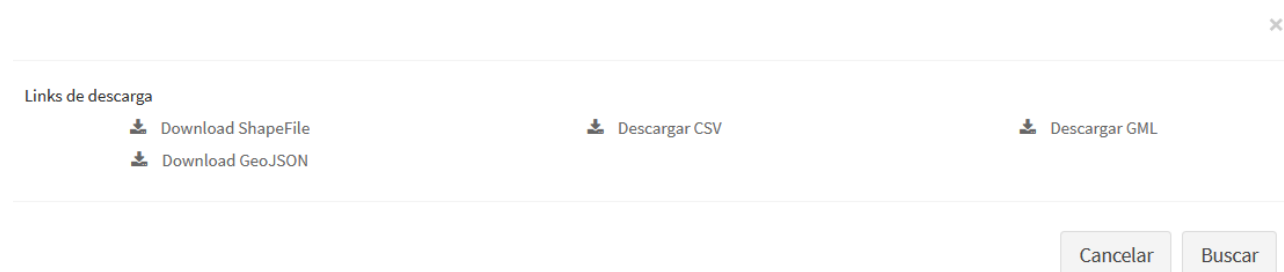 ×
Links de descarga
Download ShapeFile Descargar CSV Descargar GML
Download GeoJSON
Cancelar Buscar